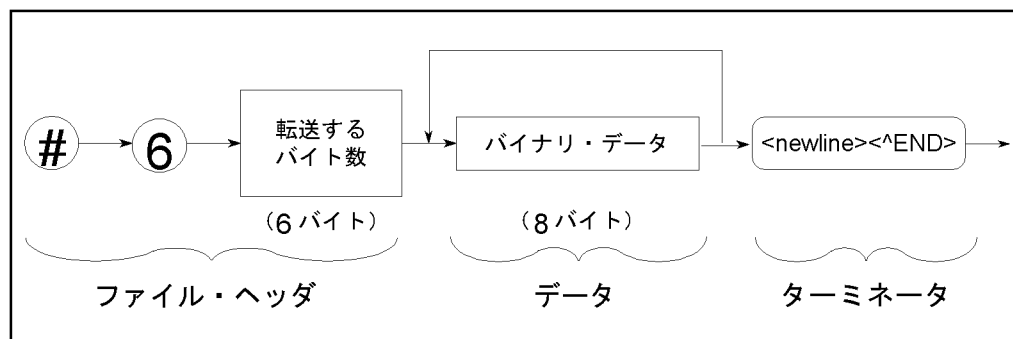 #
6
転送する
バイト数
バイナリ・データ
<newline><^END>
(6バイト)
(8バイト)
ファイル・ヘッダ
データ
ターミネータ